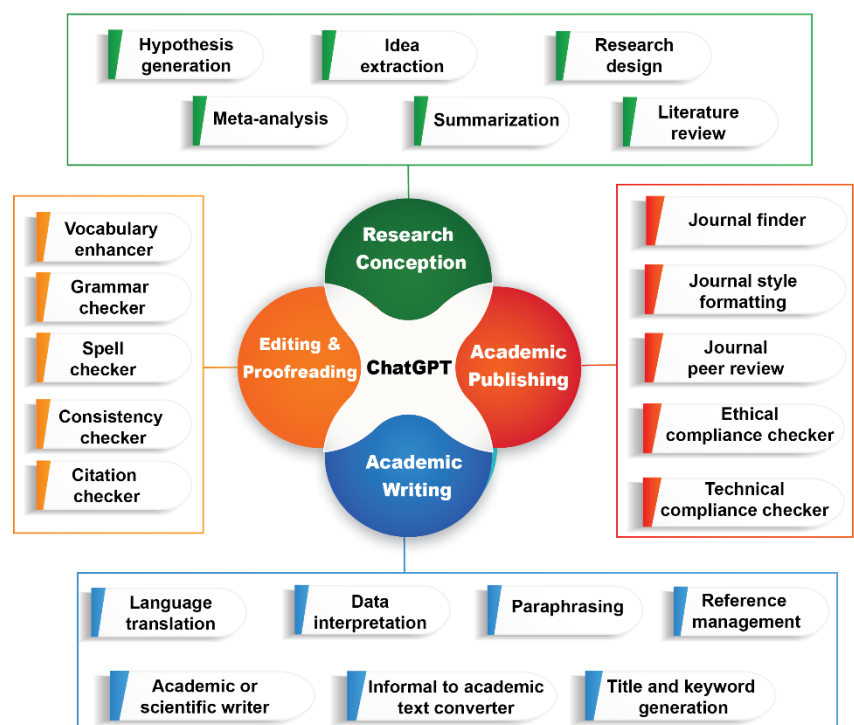 Hypothesis
generation
Idea
extraction
Research
design
Meta-analysis
Summarization
Literature
review
Research
Conception
Vocabulary
enhancer
Grammar
checker
Spell
checker
Consistency
checker
Citation
checker
Editing &
Proofreading
ChatGPT
Academic
Publishing
Journal finder
Journal style
formatting
Journal
peer review
Ethical
compliance checker
Technical
compliance checker
Academic
Writing
Language
translation
Data
interpretation
Paraphrasing
Reference
management
Academic or
scientific writer
Informal to academic
text converter
Title and keyword
generation